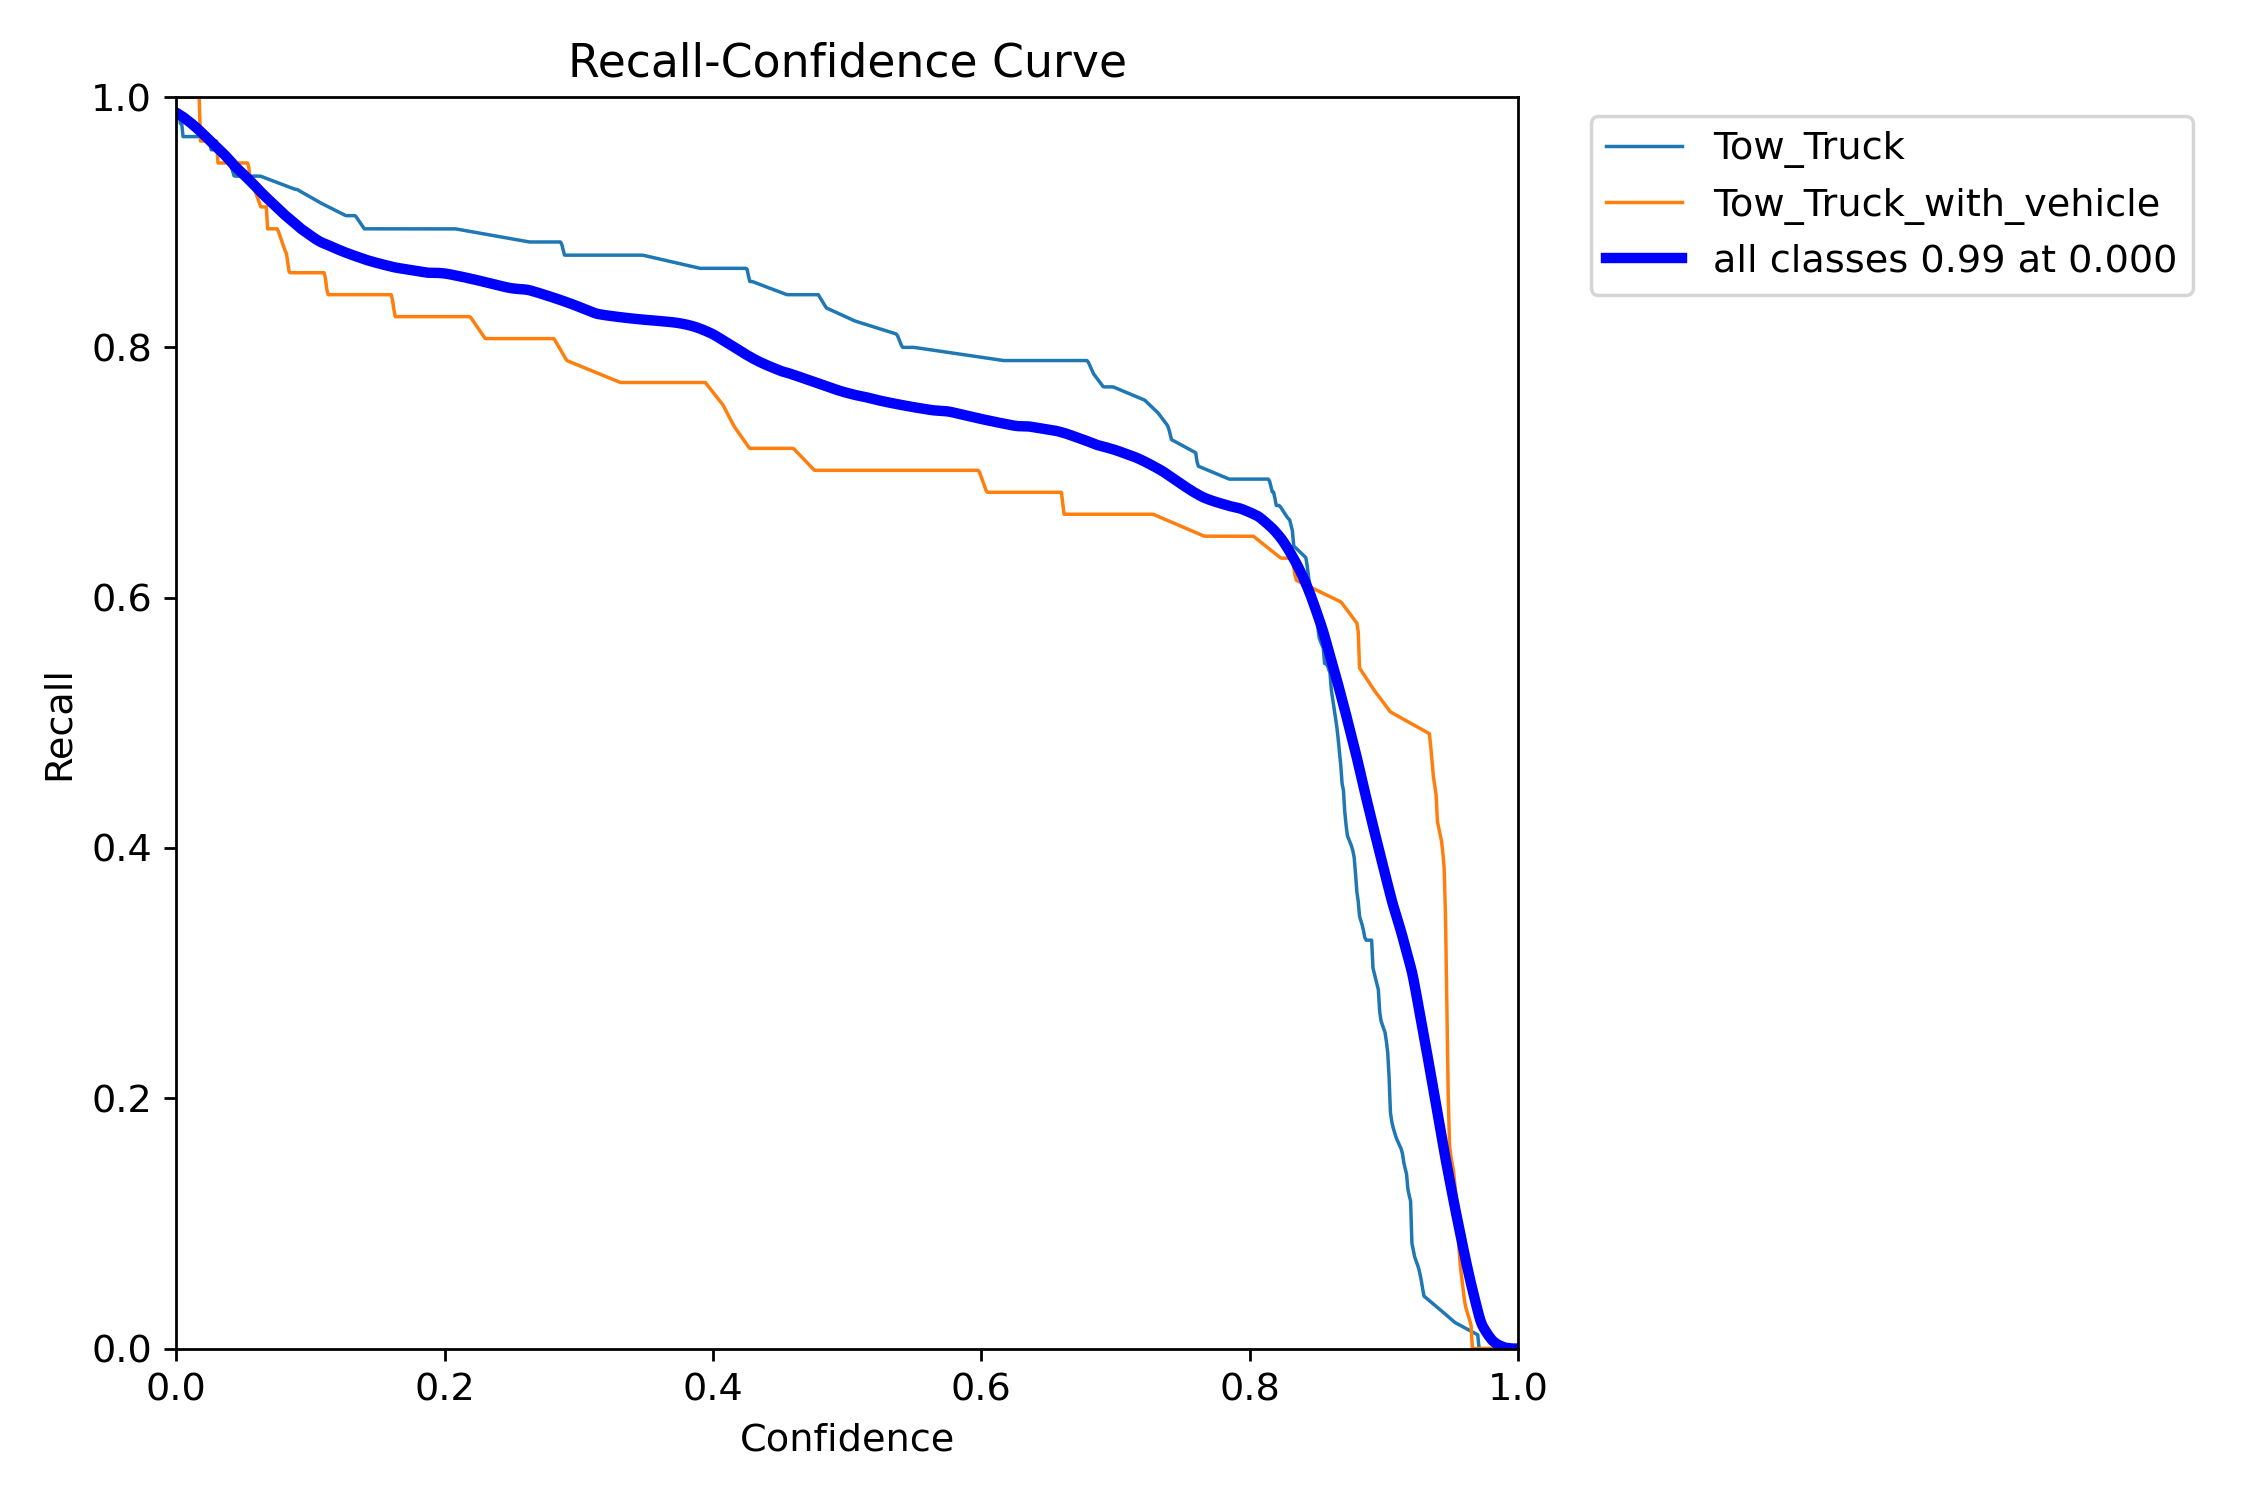 Recall-Confidence Curve
1.0
0.8
0.6
0.4
0.2
0.0
Recall
0.0 0.2 0.4 0.6 0.8 1.0
Confidence
Tow_Truck
Tow_Truck_with_vehicle
all classes 0.99 at 0.000